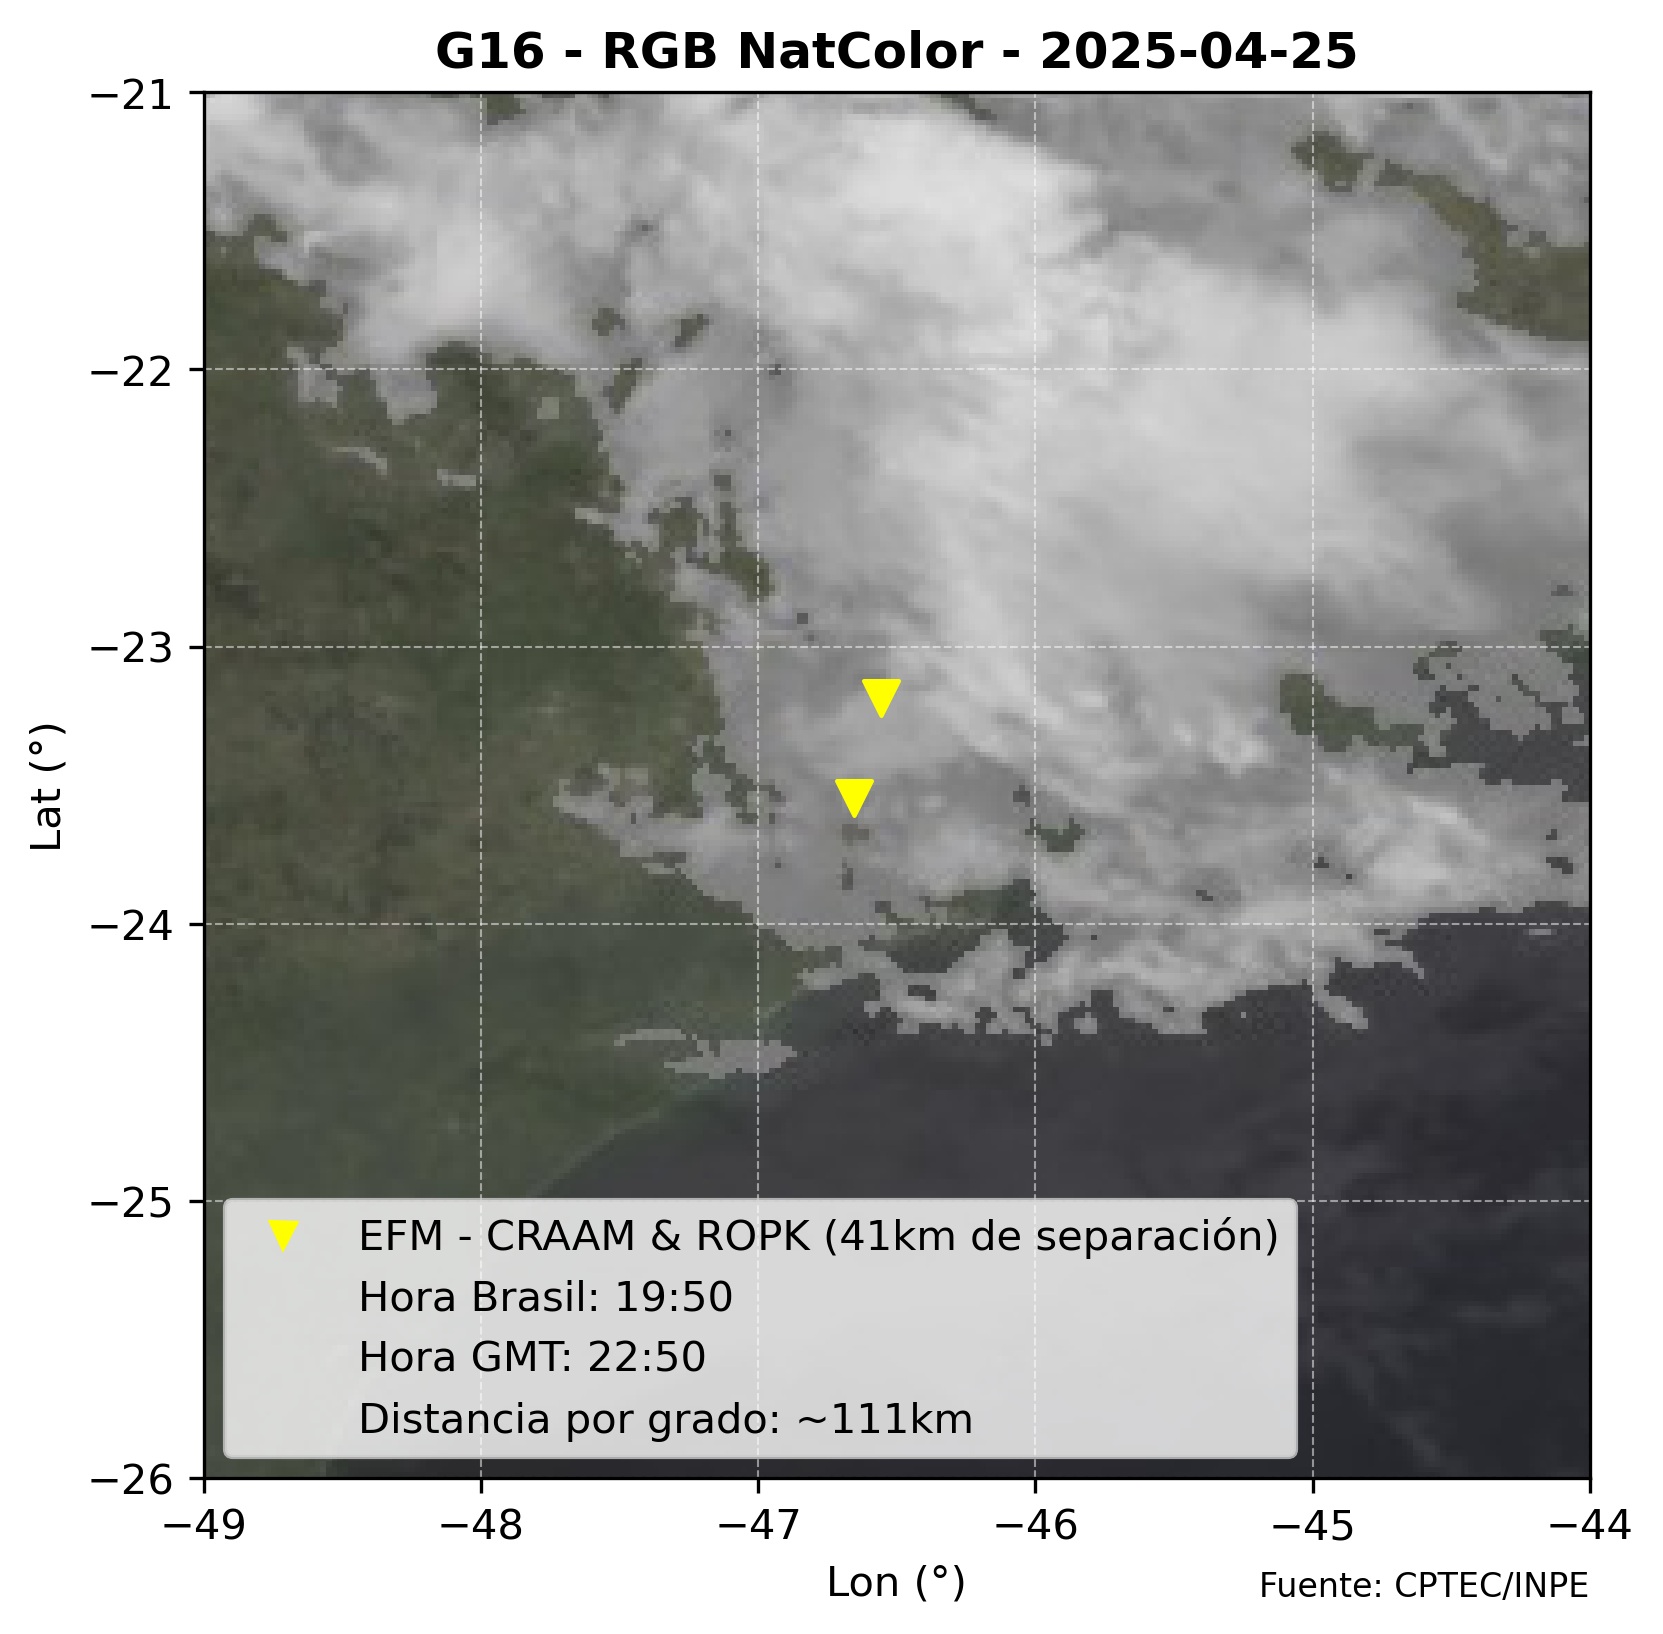 G16 - RGB NatColor - 2025-04-25
−21
−22
−23
−24
−25
−26
Lat (°)
EFM - CRAAM & ROPK (41km de separación)
Hora Brasil: 19:50
Hora GMT: 22:50
Distancia por grado: ~111km
−49 −48 −47 −46 −45 −44
Lon (°)
Fuente: CPTEC/INPE